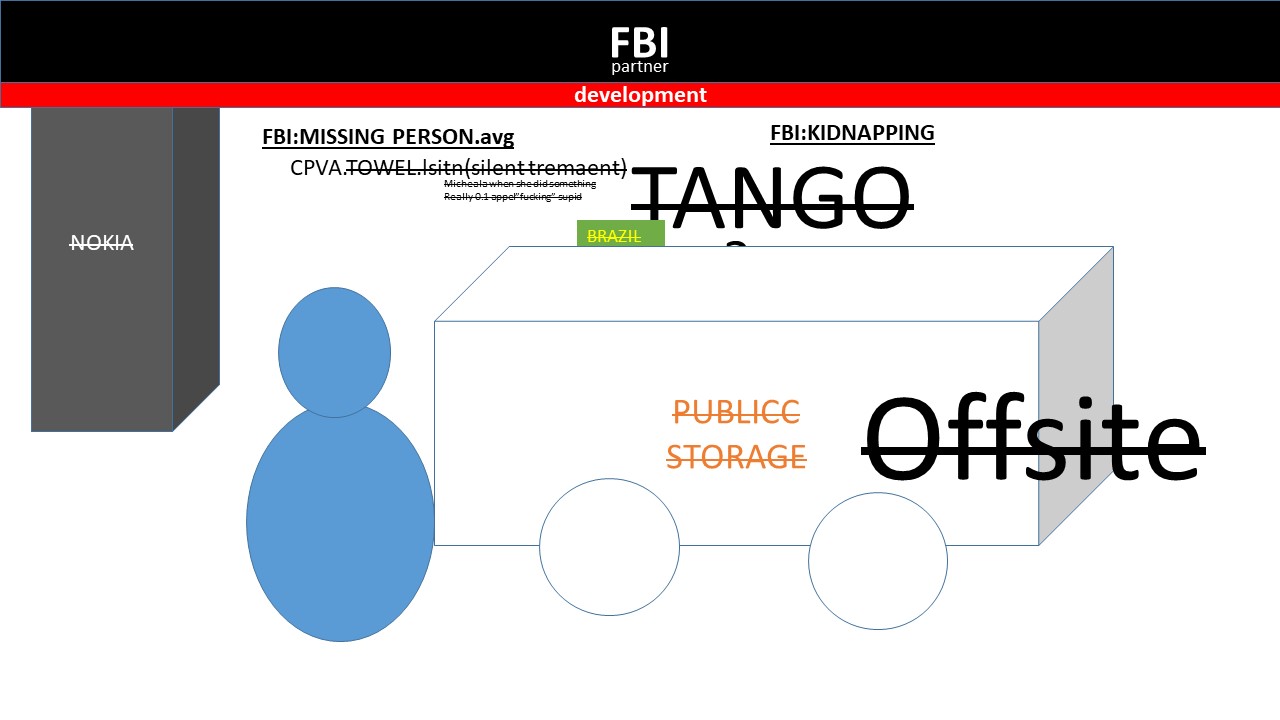 FBI
partner
development
FBI:MISSING PERSON.avg
FBI:KIDNAPPING
CPVA.TOWEL.lsitn(silent tremaent)
TANGO
Micheala when she did something
Really 0.1 appel"fucking" supid
BRAZIL
NOKIA
PUBLICC
STORAGE
Offsite